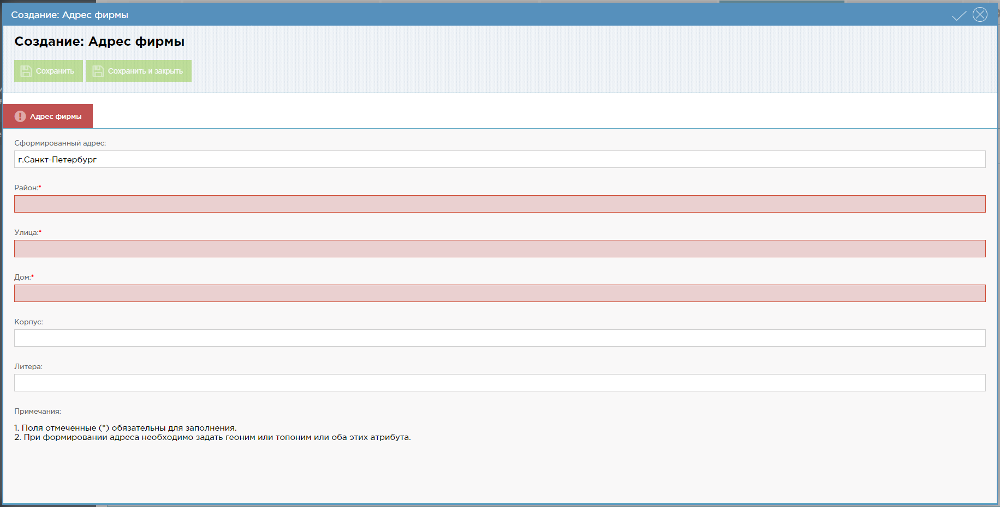 Создание: Адрес фирмы
Создание: Адрес фирмы
Сохранить
Сохранить и закрыть
Адрес фирмы
Сформированный адрес:
г.Санкт-Петербург
Район:*
Улица:*
Дом:*
Корпус:
Литера:
Примечания:
1. Поля отмеченные (*) обязательны для заполнения.
2. При формировании адреса необходимо задать геоним или топоним или оба этих атрибута.